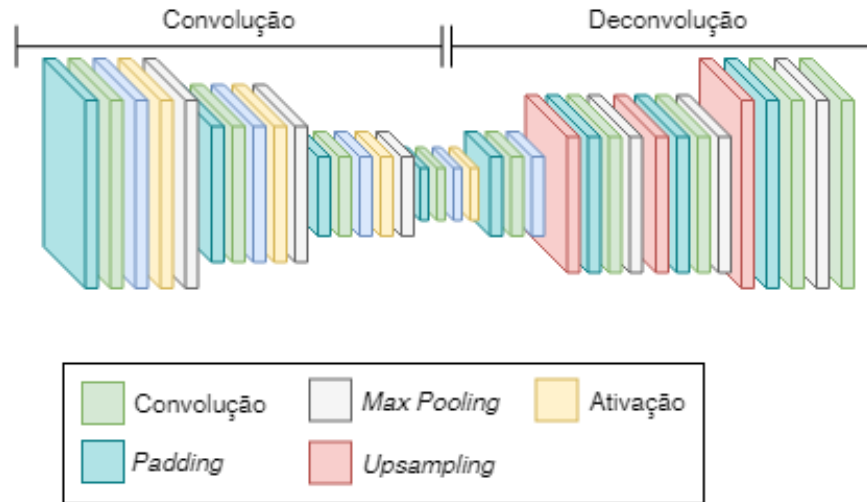 Convolução Deconvolução
Convolução Max Pooling Ativação
Padding Upsampling